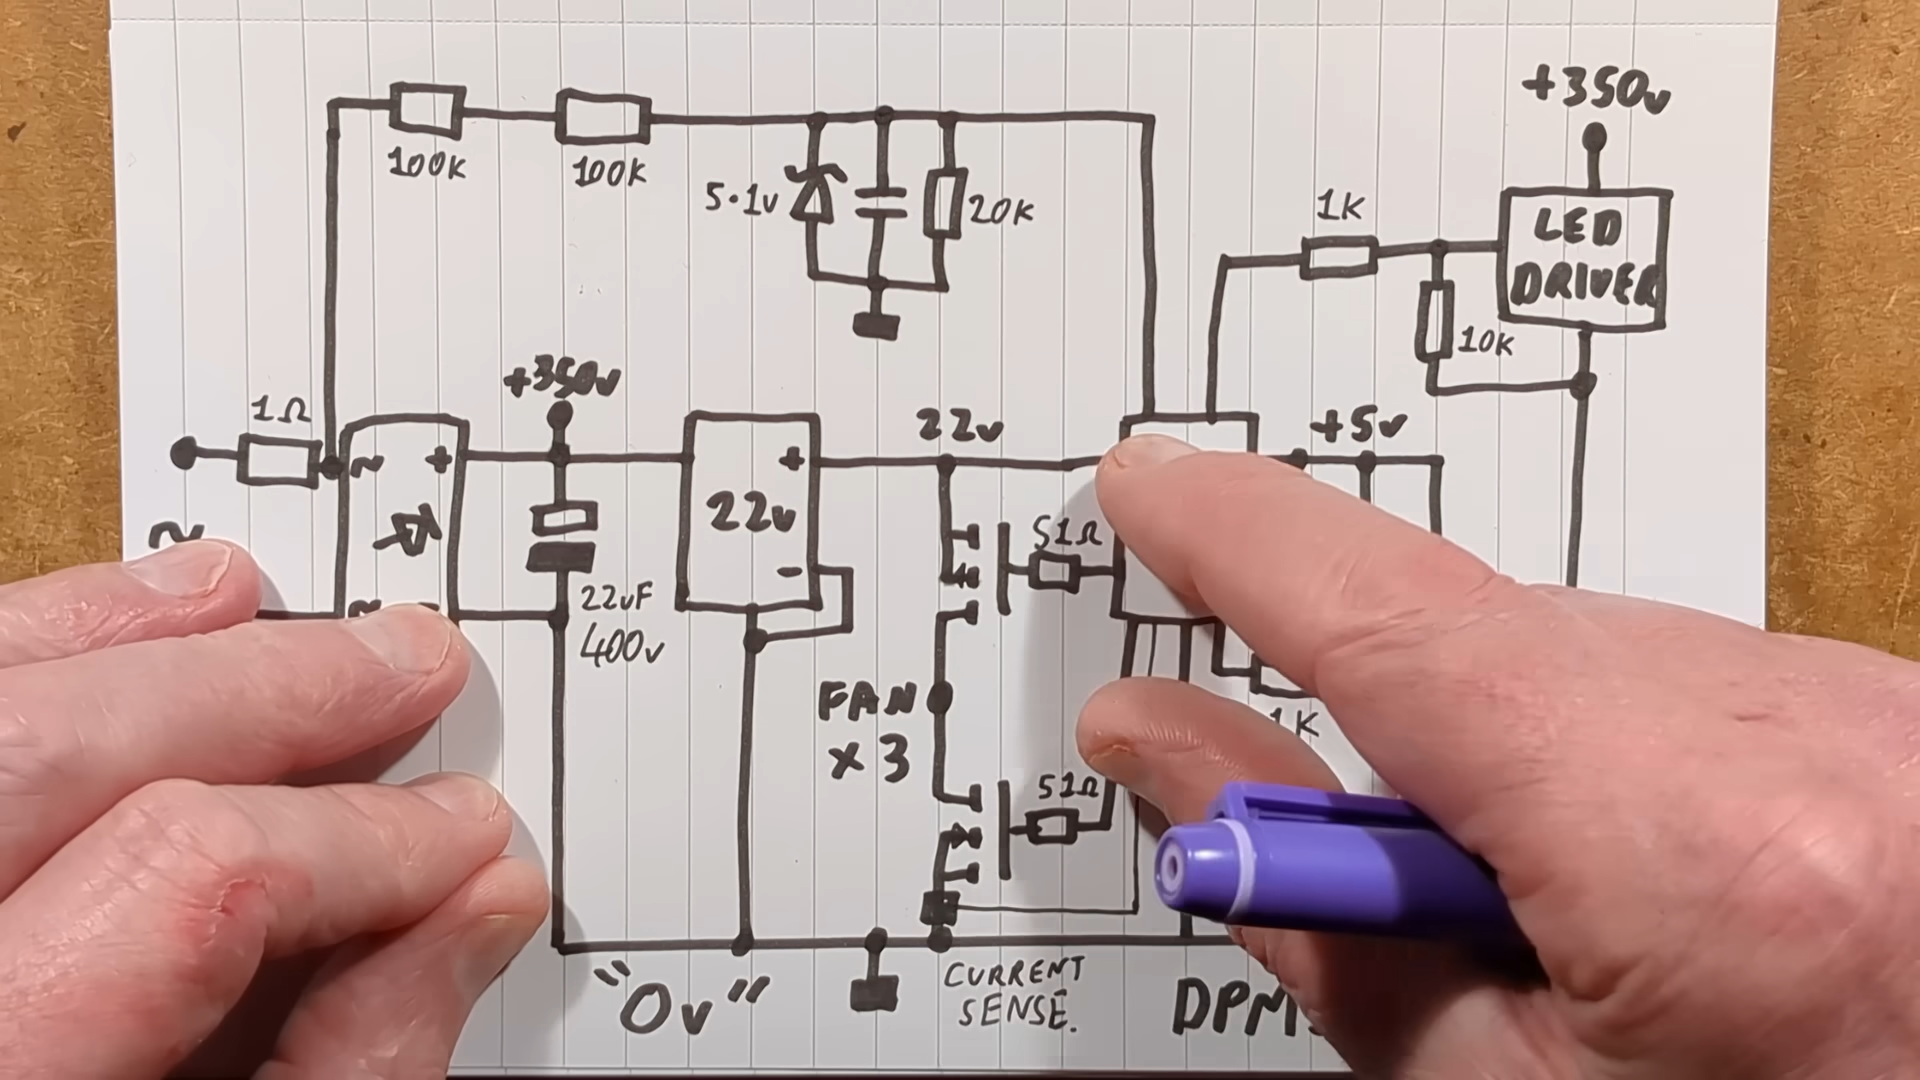 +350v
100K
100K
5.1v
20K
1K
LED
DRIVER
10K
+350v
1Ω
22v
+5v
~
+
+
22v
51Ω
~
-
22uF
400v
FAN
x 3
1K
51Ω
"0v"
CURRENT
SENSE.